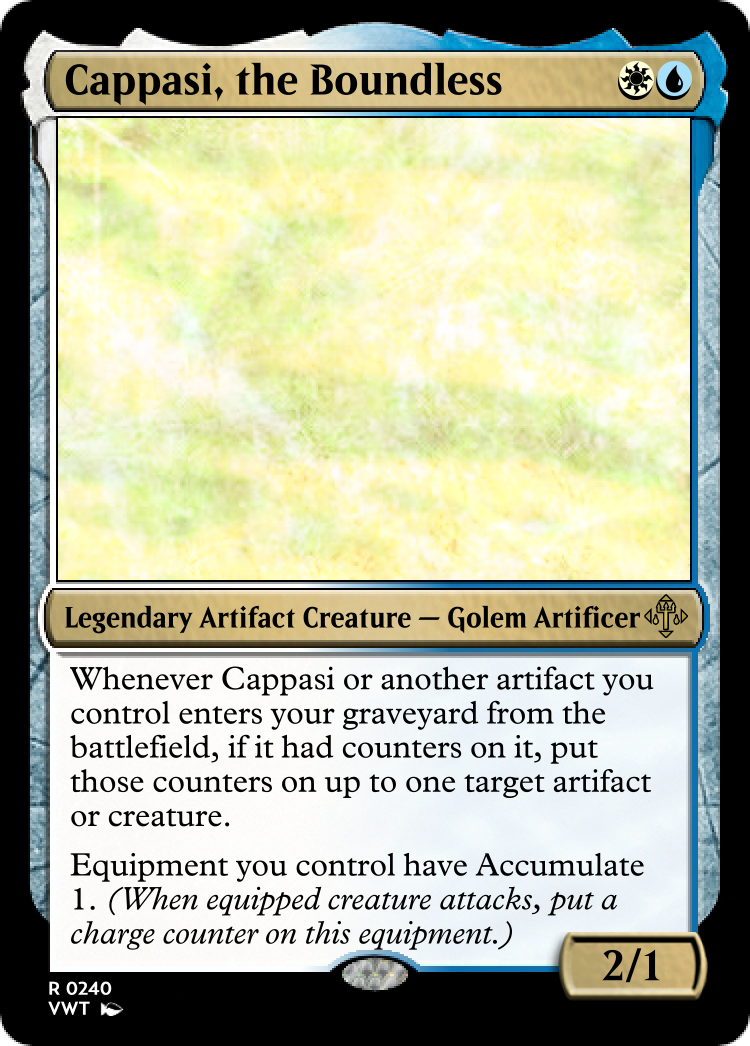 Cappasi, the Boundless
Legendary Artifact Creature — Golem Artificer
Whenever Cappasi or another artifact you
control enters your graveyard from the
battlefield, if it had counters on it, put
those counters on up to one target artifact
or creature.
Equipment you control have Accumulate
1. (When equipped creature attacks, put a
charge counter on this equipment.)
2/1
R 0240
VWT